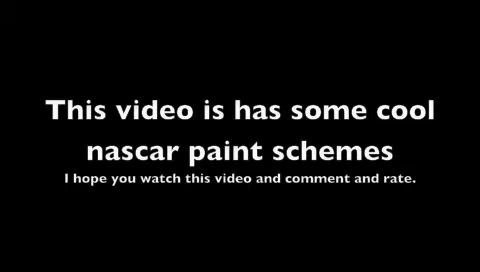 This video is has some cool
nascar paint schemes
I hope you watch this video and comment and rate.